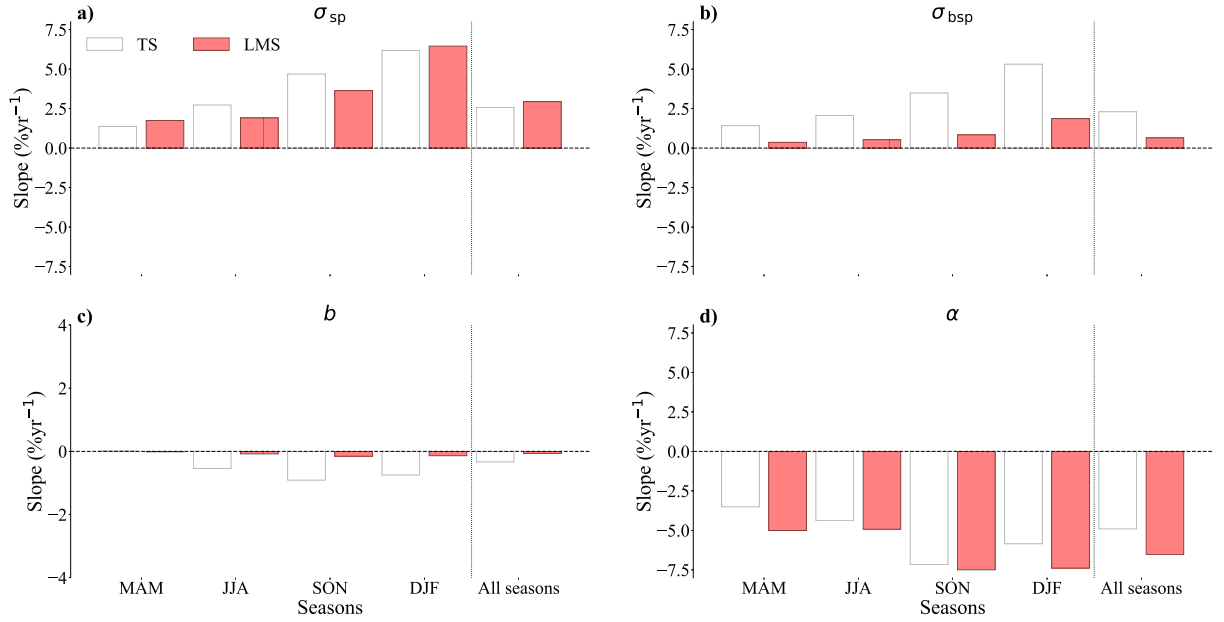 a) σsp
TS LMS
7.5
5.0
2.5
0.0
−2.5
−5.0
−7.5
Slope (%yr−1)
b) σbsp
7.5
5.0
2.5
0.0
−2.5
−5.0
−7.5
Slope (%yr−1)
c) b
4
2
0
−2
−4
Slope (%yr−1)
MAM JJA SON DJF All seasons
Seasons
d) α
7.5
5.0
2.5
0.0
−2.5
−5.0
−7.5
Slope (%yr−1)
MAM JJA SON DJF All seasons
Seasons